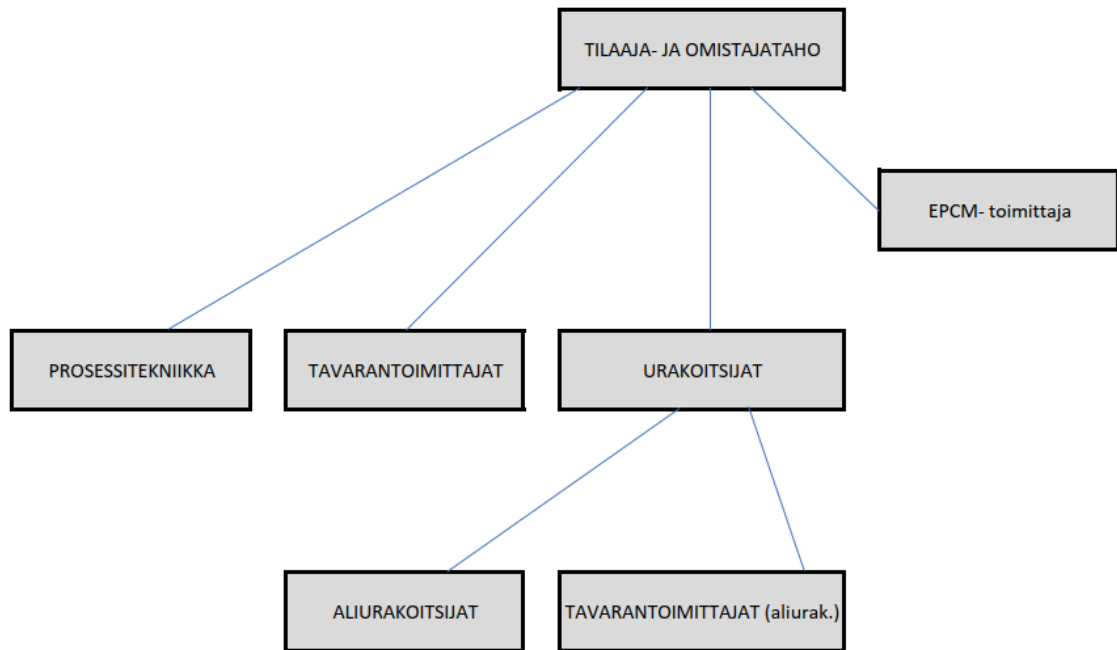 TILAAJA- JA OMISTAJATAHO
EPCM- toimittaja
PROSESSITEKNIIKKA
TAVARANTOIMITTAJAT
URAKOITSIJAT
ALIURAKOITSIJAT
TAVARANTOIMITTAJAT (aliurak.)